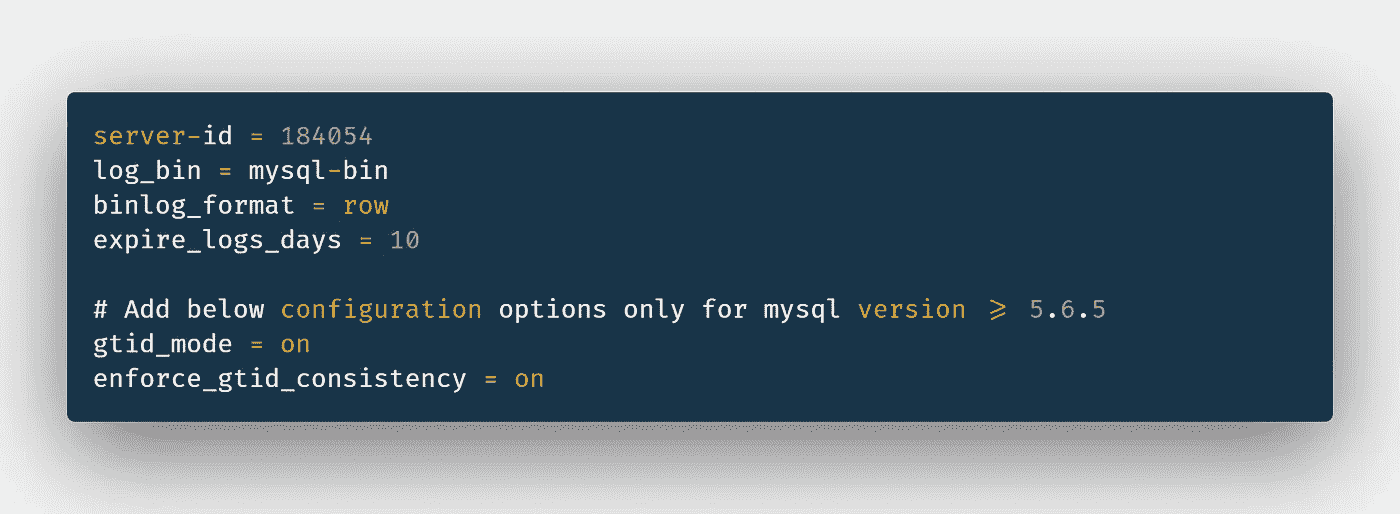 server-id = 184054
log_bin = mysql-bin
binlog_format = row
expire_logs_days = 10
# Add below configuration options only for mysql version >= 5.6.5
gtid_mode = on
enforce_gtid_consistency = on